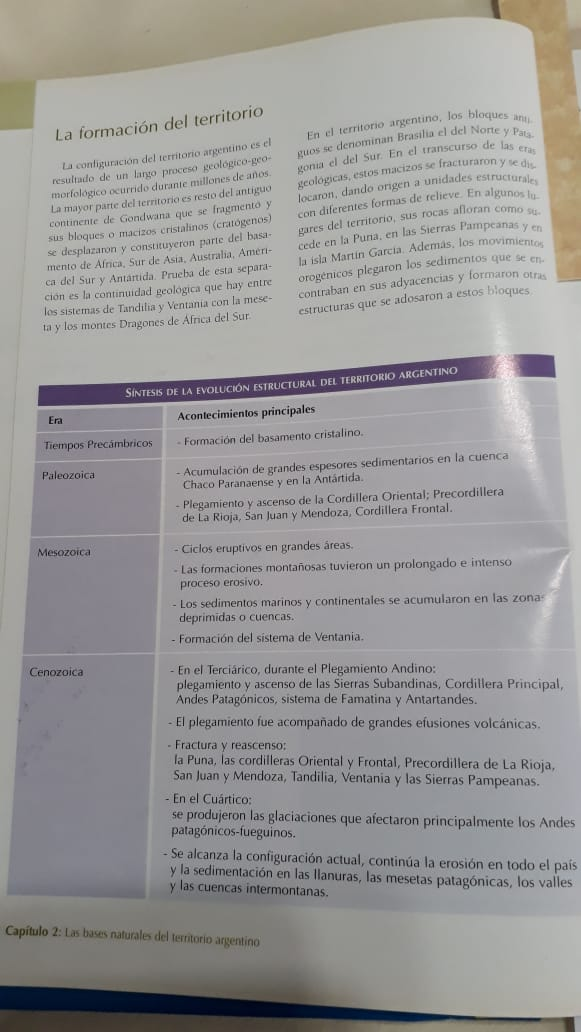 La formación del territorio
La configuración del territorio argentino es el
resultado de un largo proceso geológico-geo-
morfológico ocurrido durante millones de años.
La mayor parte del territorio es resto del antiguo
continente de Gondwana que se fragmentó y
sus bloques o macizos cristalinos (cratógenos)
se desplazaron y constituyeron parte del basa-
mento de África, Sur de Asia, Australia, Améri-
ca del Sur y Antártida. Prueba de esta separa-
ción es la continuidad geológica que hay entre
los sistemas de Tandilia y Ventania con la mese-
ta y los montes Dragones de África del Sur.
En el territorio argentino, los bloques anti-
guos se denominan Brasilia el del Norte y Pata-
gonia el del Sur. En el transcurso de las eras
geológicas, estos macizos se fracturaron y se dis-
locaron, dando origen a unidades estructurales
con diferentes formas de relieve. En algunos lu-
gares del territorio, sus rocas afloran como su-
cede en la Puna, en las Sierras Pampeanas y en
la isla Martín García. Además, los movimientos
orogénicos plegaron los sedimentos que se en-
contraban en sus adyacencias y formaron otras
estructuras que se adosaron a estos bloques.
SÍNTESIS DE LA EVOLUCIÓN ESTRUCTURAL DEL TERRITORIO ARGENTINO
Era
Acontecimientos principales
Tiempos Precámbricos
- Formación del basamento cristalino.
Paleozoica
- Acumulación de grandes espesores sedimentarios en la cuenca
Chaco Paranaense y en la Antártida.
- Plegamiento y ascenso de la Cordillera Oriental; Precordillera
de La Rioja, San Juan y Mendoza, Cordillera Frontal.
Mesozoica
- Ciclos eruptivos en grandes áreas.
- Las formaciones montañosas tuvieron un prolongado e intenso
proceso erosivo.
- Los sedimentos marinos y continentales se acumularon en las zonas
deprimidas o cuencas.
- Formación del sistema de Ventania.
Cenozoica
- En el Terciário, durante el Plegamiento Andino:
plegamiento y ascenso de las Sierras Subandinas, Cordillera Principal,
Andes Patagónicos, sistema de Famatina y Antartandes.
- El plegamiento fue acompañado de grandes efusiones volcánicas.
- Fractura y reascenso:
la Puna, las cordilleras Oriental y Frontal, Precordillera de La Rioja,
San Juan y Mendoza, Tandilia, Ventania y las Sierras Pampeanas.
- En el Cuártico:
se produjeron las glaciaciones que afectaron principalmente los Andes
patagónicos-fueguinos.
- Se alcanza la configuración actual, continúa la erosión en todo el país
y la sedimentación en las llanuras, las mesetas patagónicas, los valles
y las cuencas intermontanas.
Capítulo 2: Las bases naturales del territorio argentino